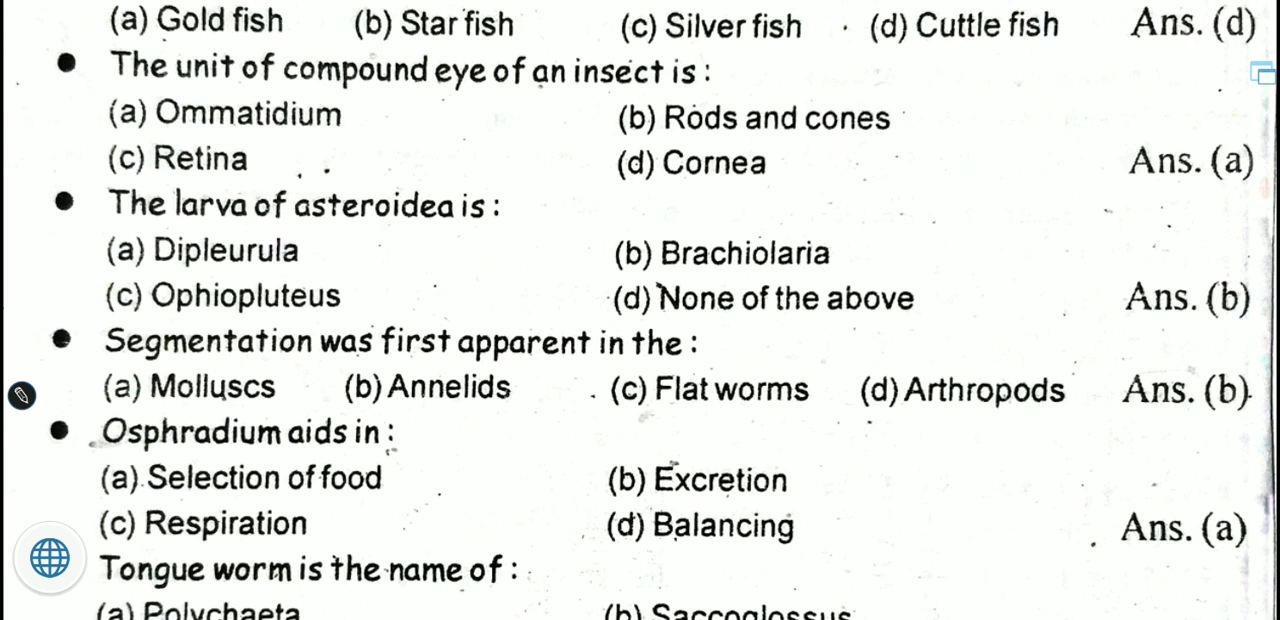 (a) Gold fish (b) Star fish (c) Silver fish (d) Cuttle fish Ans. (d)
● The unit of compound eye of an insect is :
(a) Ommatidium (b) Rods and cones
(c) Retina (d) Cornea Ans. (a)
● The larva of asteroidea is :
(a) Dipleurula (b) Brachiolaria
(c) Ophiopluteus (d) None of the above Ans. (b)
● Segmentation was first apparent in the :
(a) Molluscs (b) Annelids (c) Flat worms (d) Arthropods Ans. (b)
● Osphradium aids in :
(a) Selection of food (b) Excretion
(c) Respiration (d) Balancing Ans. (a)
Tongue worm is the name of :
(a) Polychaeta (b) Saccoglossus